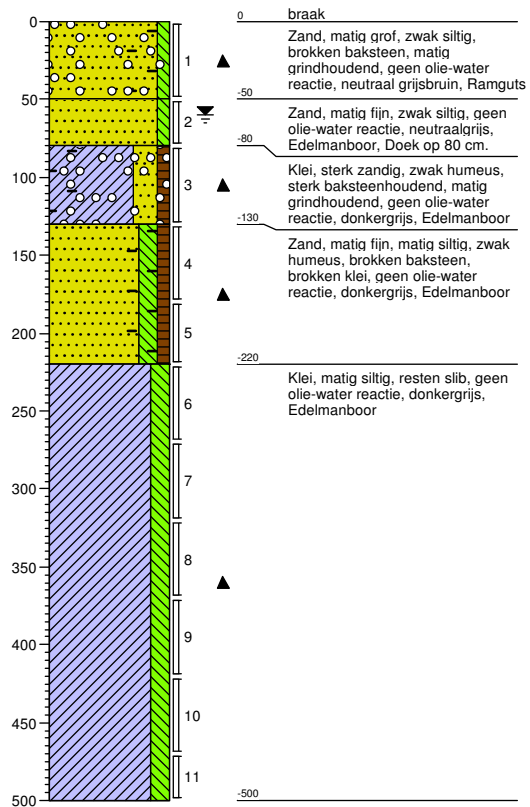 0
50
100
150
200
250
300
350
400
450
500
1
2
3
4
5
6
7
8
9
10
11
0
braak
Zand, matig grof, zwak siltig,
brokken baksteen, matig
grindhoudend, geen olie-water
reactie, neutraal grijsbruin, Ramguts
-50
Zand, matig fijn, zwak siltig, geen
olie-water reactie, neutraalgrijs,
Edelmanboor, Doek op 80 cm.
-80
Klei, sterk zandig, zwak humeus,
sterk baksteenhoudend, matig
grindhoudend, geen olie-water
reactie, donkergrijs, Edelmanboor
-130
Zand, matig fijn, matig siltig, zwak
humeus, brokken baksteen,
brokken klei, geen olie-water
reactie, donkergrijs, Edelmanboor
-220
Klei, matig siltig, resten slib, geen
olie-water reactie, donkergrijs,
Edelmanboor
-500